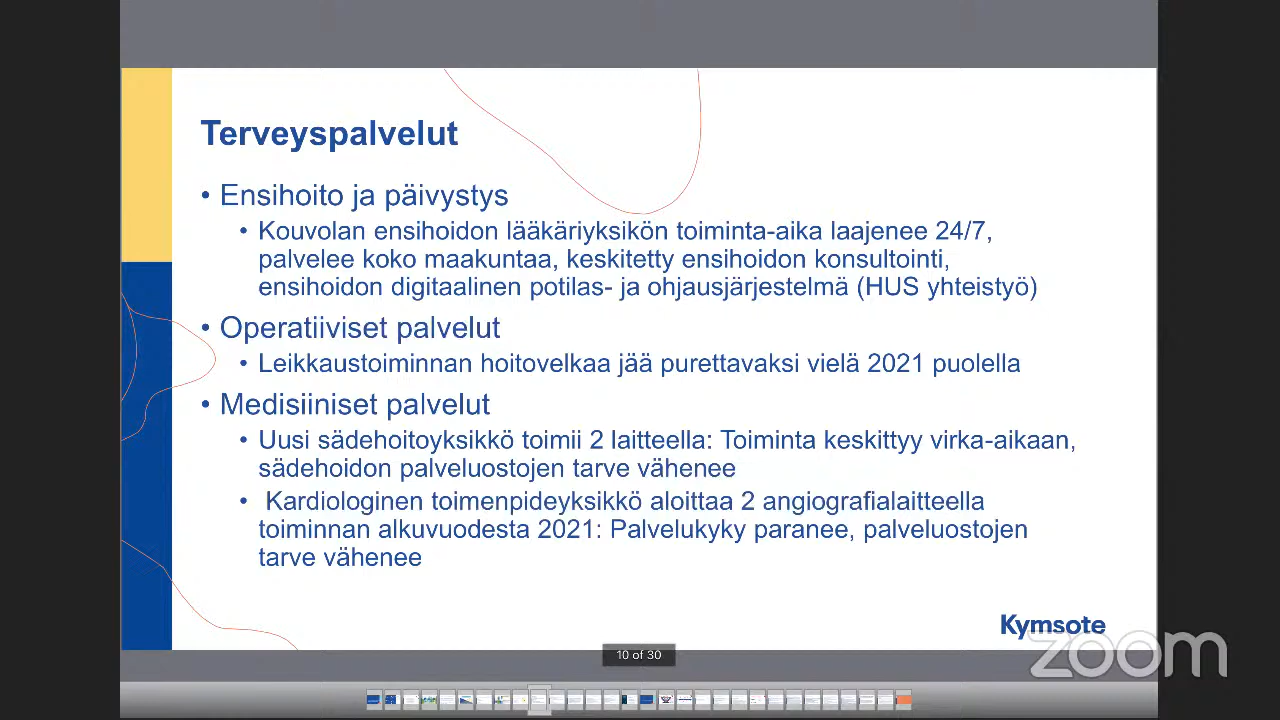 Terveyspalvelut
• Ensihoito ja päivystys
• Kouvolan ensihoidon lääkäriyksikön toiminta-aika laajenee 24/7,
palvelee koko maakuntaa, keskitetty ensihoidon konsultointi,
ensihoidon digitaalinen potilas- ja ohjausjärjestelmä (HUS yhteistyö)
• Operatiiviset palvelut
• Leikkaustoiminnan hoitovelkaa jää purettavaksi vielä 2021 puolella
• Medisiiniset palvelut
• Uusi sädehoitoyksikkö toimii 2 laitteella: Toiminta keskittyy virka-aikaan,
sädehoidon palveluostojen tarve vähenee
• Kardiologinen toimenpideyksikkö aloittaa 2 angiografialaitteella
toiminnan alkuvuodesta 2021: Palvelukyky paranee, palveluostojen
tarve vähenee
Kymsote
zoom
10 of 30